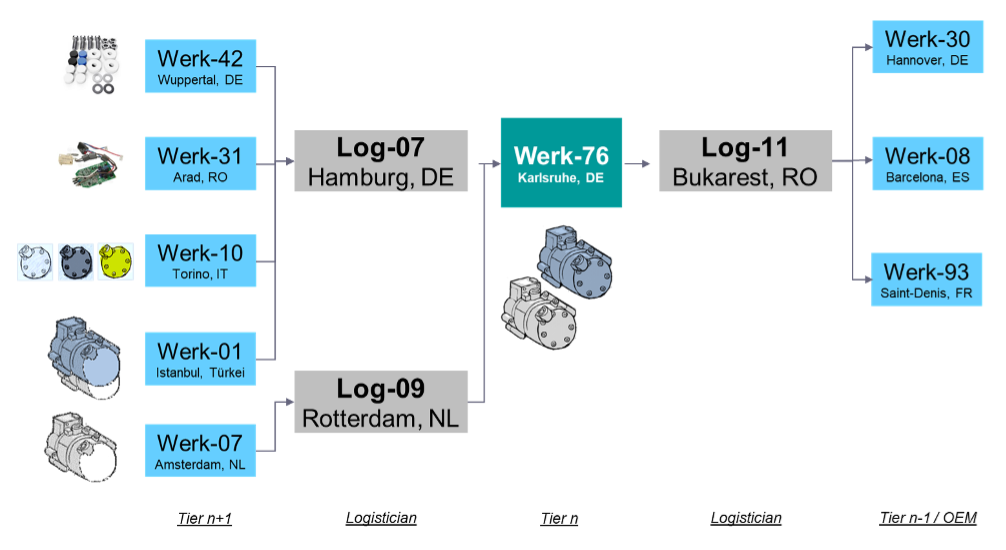 Werk-42
Wuppertal, DE
Werk-31
Arad, RO
Werk-10
Torino, IT
Werk-01
Istanbul, Türkei
Werk-07
Amsterdam, NL
Tier n+1
Log-07
Hamburg, DE
Log-09
Rotterdam, NL
Logistician
Werk-76
Karlsruhe, DE
Tier n
Log-11
Bukarest, RO
Logistician
Werk-30
Hannover, DE
Werk-08
Barcelona, ES
Werk-93
Saint-Denis, FR
Tier n-1 / OEM